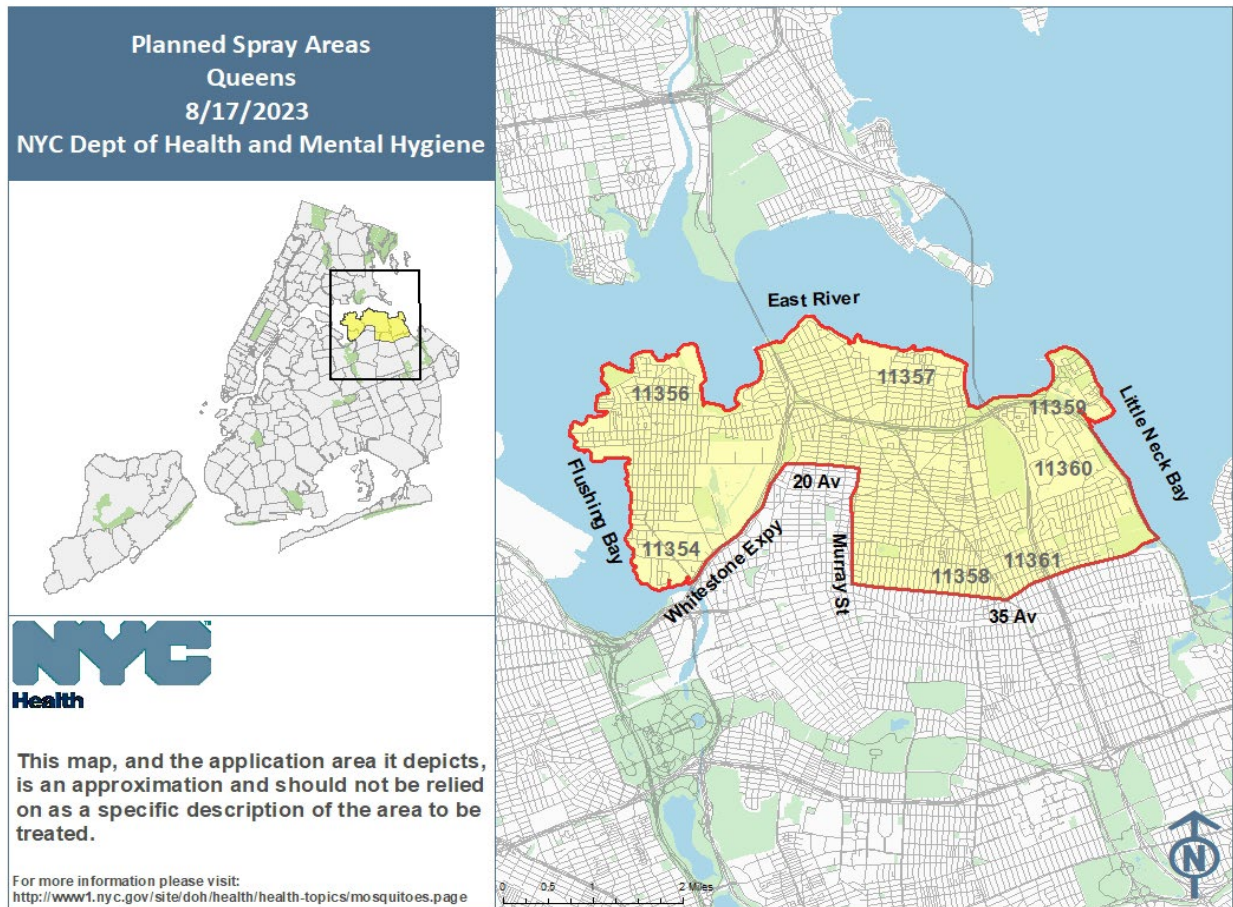 Planned Spray Areas
Queens
8/17/2023
NYC Dept of Health and Mental Hygiene
East River
11357
11356
11359
Little Neck Bay
11360
20 Av
Flushing Bay
Whitestone Expy
Murray St
11354
11361
11358
35 Av
NYC
Health
This map, and the application area it depicts,
is an approximation and should not be relied
on as a specific description of the area to be
treated.
For more information please visit:
http://www1.nyc.gov/site/doh/health/health-topics/mosquitoes.page
0 0.5 1 2 Miles
N